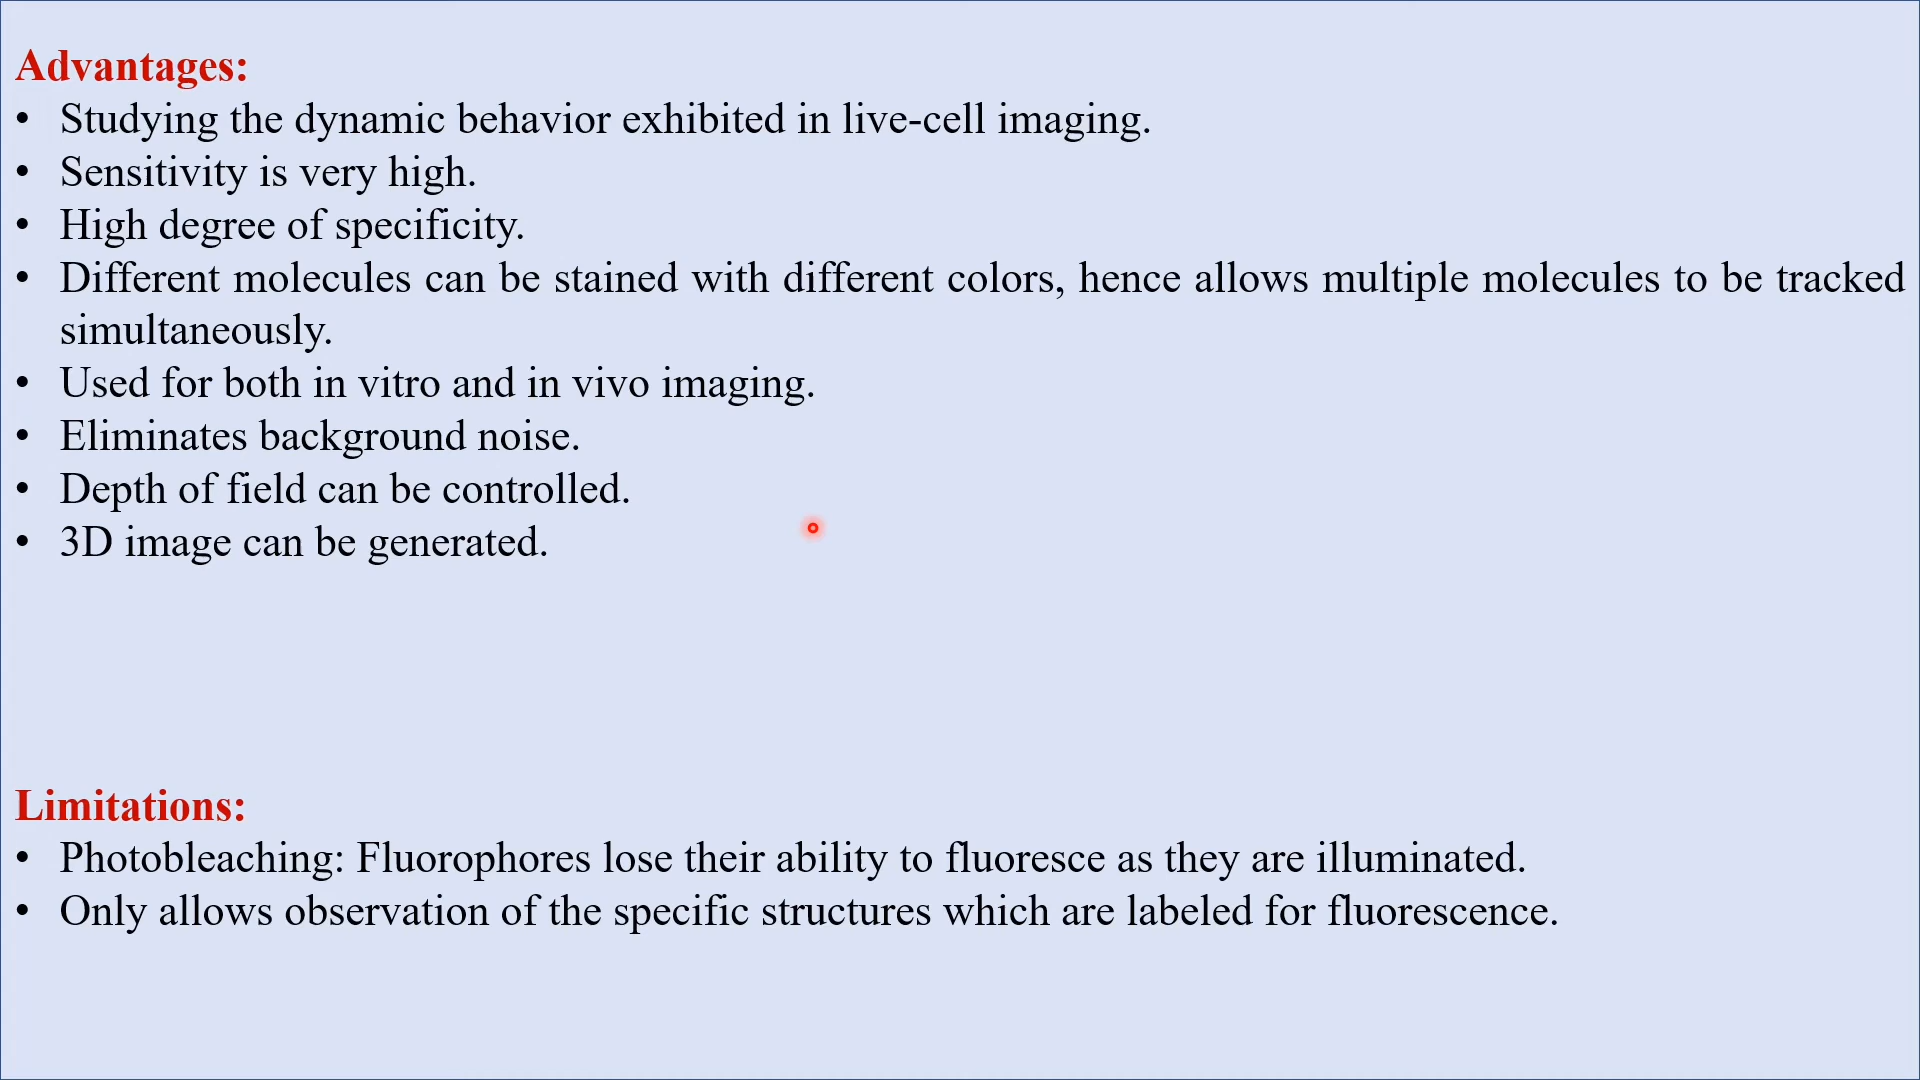 Advantages:
• Studying the dynamic behavior exhibited in live-cell imaging.
• Sensitivity is very high.
• High degree of specificity.
• Different molecules can be stained with different colors, hence allows multiple molecules to be tracked
simultaneously.
• Used for both in vitro and in vivo imaging.
• Eliminates background noise.
• Depth of field can be controlled.
• 3D image can be generated.
Limitations:
• Photobleaching: Fluorophores lose their ability to fluoresce as they are illuminated.
• Only allows observation of the specific structures which are labeled for fluorescence.